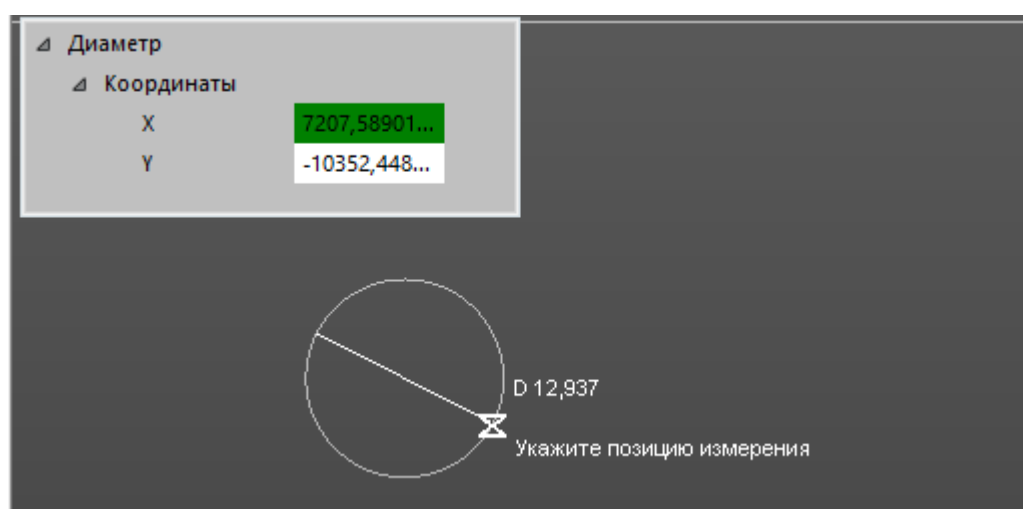 Диаметр
Координаты
X 7207,58901...
Y -10352,448...
D 12,937
Укажите позицию измерения